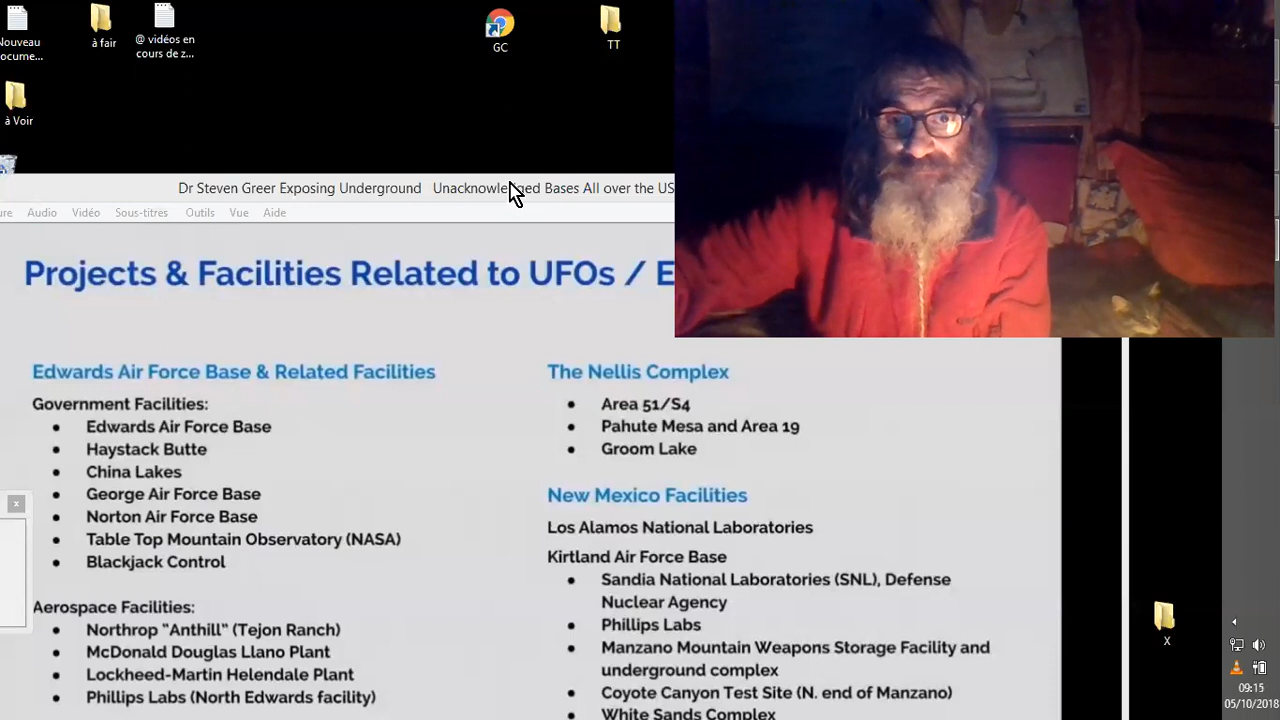 Nouveau
docume...
à fair
@ vidéos en
cours de z...
GC
TT
à Voir
Dr Steven Greer Exposing Underground Unacknowledged Bases All over the US
Audio Vidéo Sous-titres Outils Vue Aide
Projects & Facilities Related to UFOs / E
Edwards Air Force Base & Related Facilities
Government Facilities:
• Edwards Air Force Base
• Haystack Butte
• China Lakes
• George Air Force Base
• Norton Air Force Base
• Table Top Mountain Observatory (NASA)
• Blackjack Control
Aerospace Facilities:
• Northrop “Anthill” (Tejon Ranch)
• McDonald Douglas Llano Plant
• Lockheed-Martin Helendale Plant
• Phillips Labs (North Edwards facility)
The Nellis Complex
• Area 51/S4
• Pahute Mesa and Area 19
• Groom Lake
New Mexico Facilities
Los Alamos National Laboratories
Kirtland Air Force Base
• Sandia National Laboratories (SNL), Defense
Nuclear Agency
• Phillips Labs
• Manzano Mountain Weapons Storage Facility and
underground complex
• Coyote Canyon Test Site (N. end of Manzano)
• White Sands Complex
X
09:15
05/10/2018